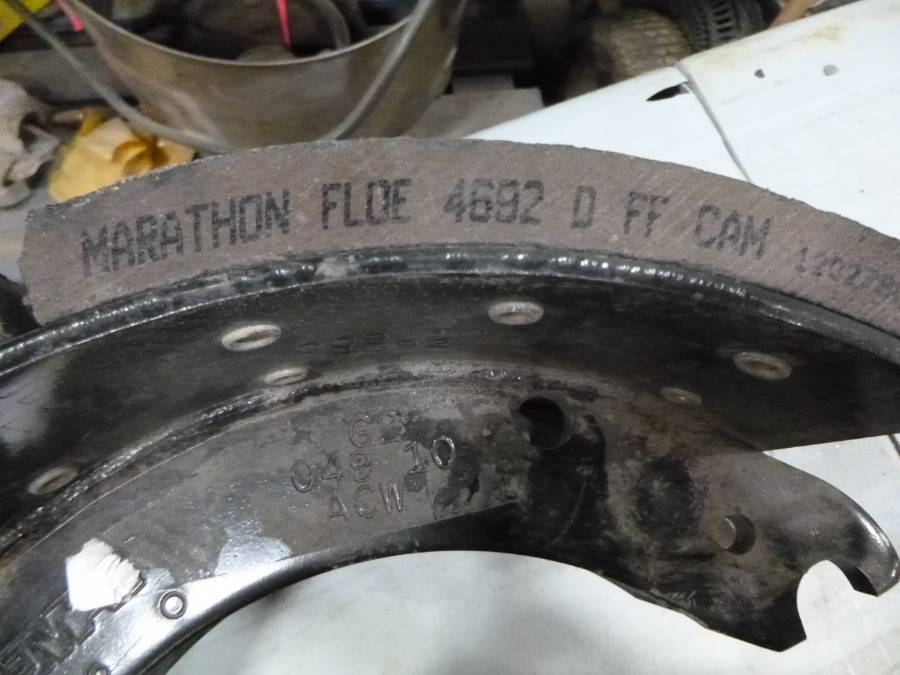 MARATHON FLOE 4692 D FF CAM
G2
049 10
ACW